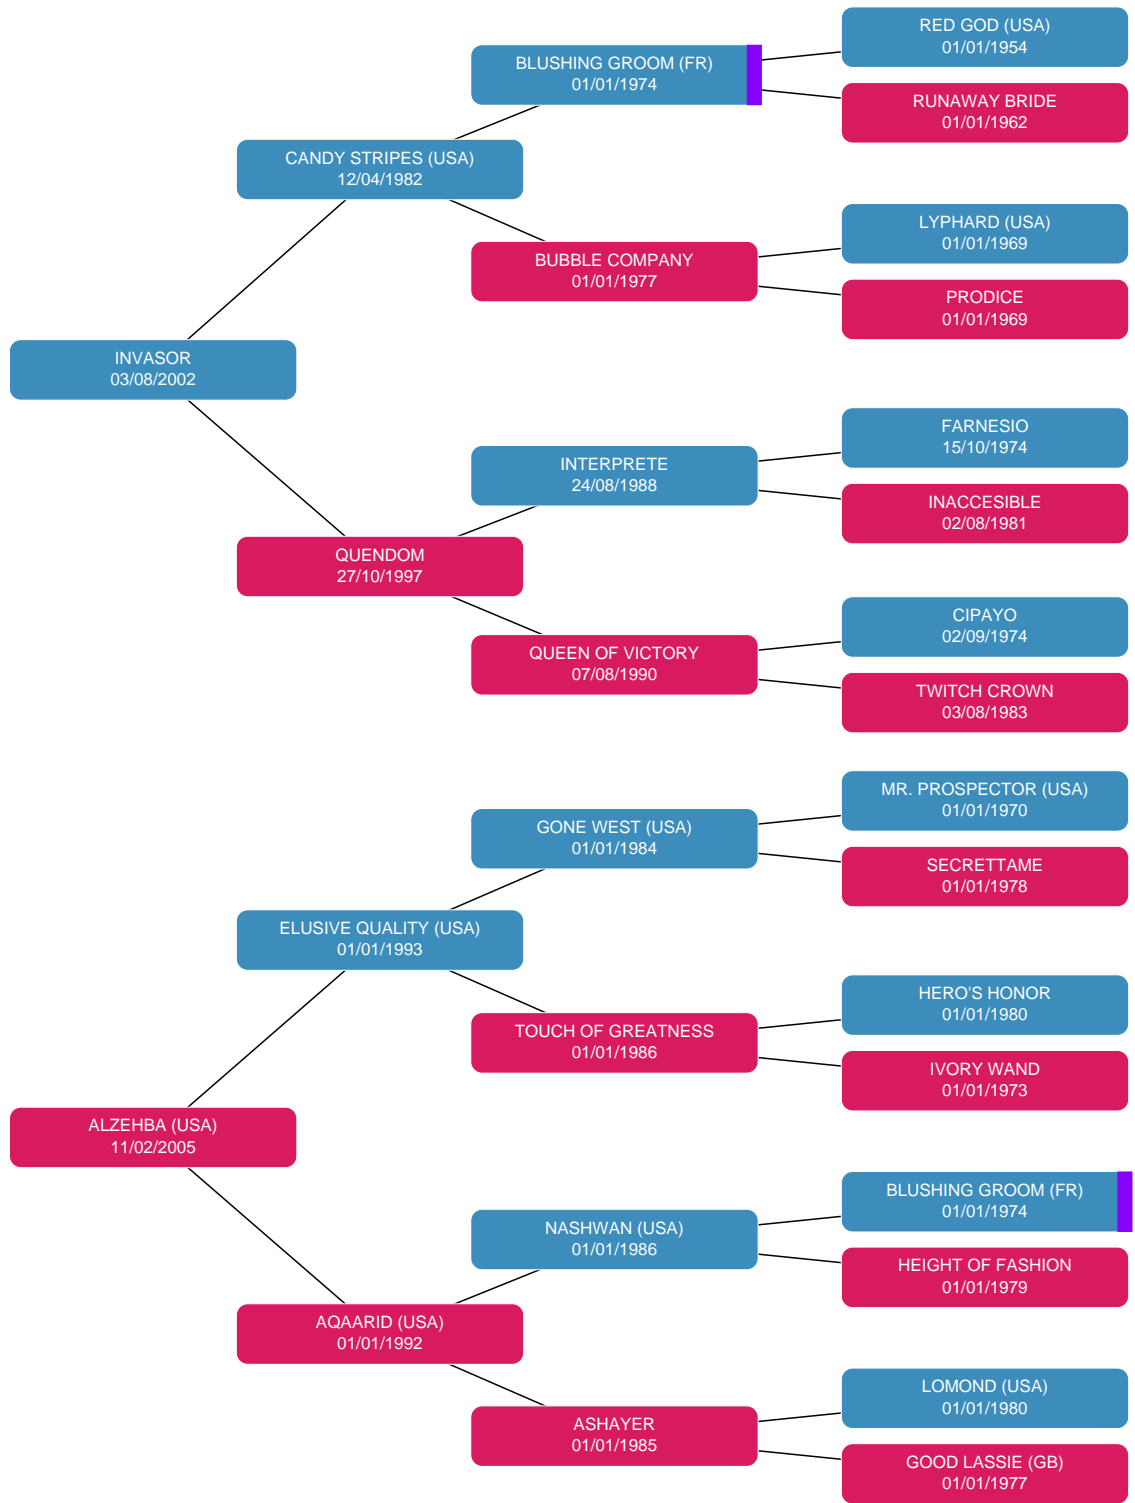 RED GOD (USA)
01/01/1954
BLUSHING GROOM (FR)
01/01/1974
RUNAWAY BRIDE
01/01/1962
CANDY STRIPES (USA)
12/04/1982
LYPHARD (USA)
01/01/1969
BUBBLE COMPANY
01/01/1977
PRODICE
01/01/1969
INVASOR
03/08/2002
FARNESIO
15/10/1974
INTERPRETE
24/08/1988
INACCESIBLE
02/08/1981
QUENDOM
27/10/1997
CIPAYO
02/09/1974
QUEEN OF VICTORY
07/08/1990
TWITCH CROWN
03/08/1983
MR. PROSPECTOR (USA)
01/01/1970
GONE WEST (USA)
01/01/1984
SECRETTAME
01/01/1978
ELUSIVE QUALITY (USA)
01/01/1993
HERO'S HONOR
01/01/1980
TOUCH OF GREATNESS
01/01/1986
IVORY WAND
01/01/1973
ALZEHBA (USA)
11/02/2005
BLUSHING GROOM (FR)
01/01/1974
NASHWAN (USA)
01/01/1986
HEIGHT OF FASHION
01/01/1979
AQAARID (USA)
01/01/1992
LOMOND (USA)
01/01/1980
ASHAYER
01/01/1985
GOOD LASSIE (GB)
01/01/1977